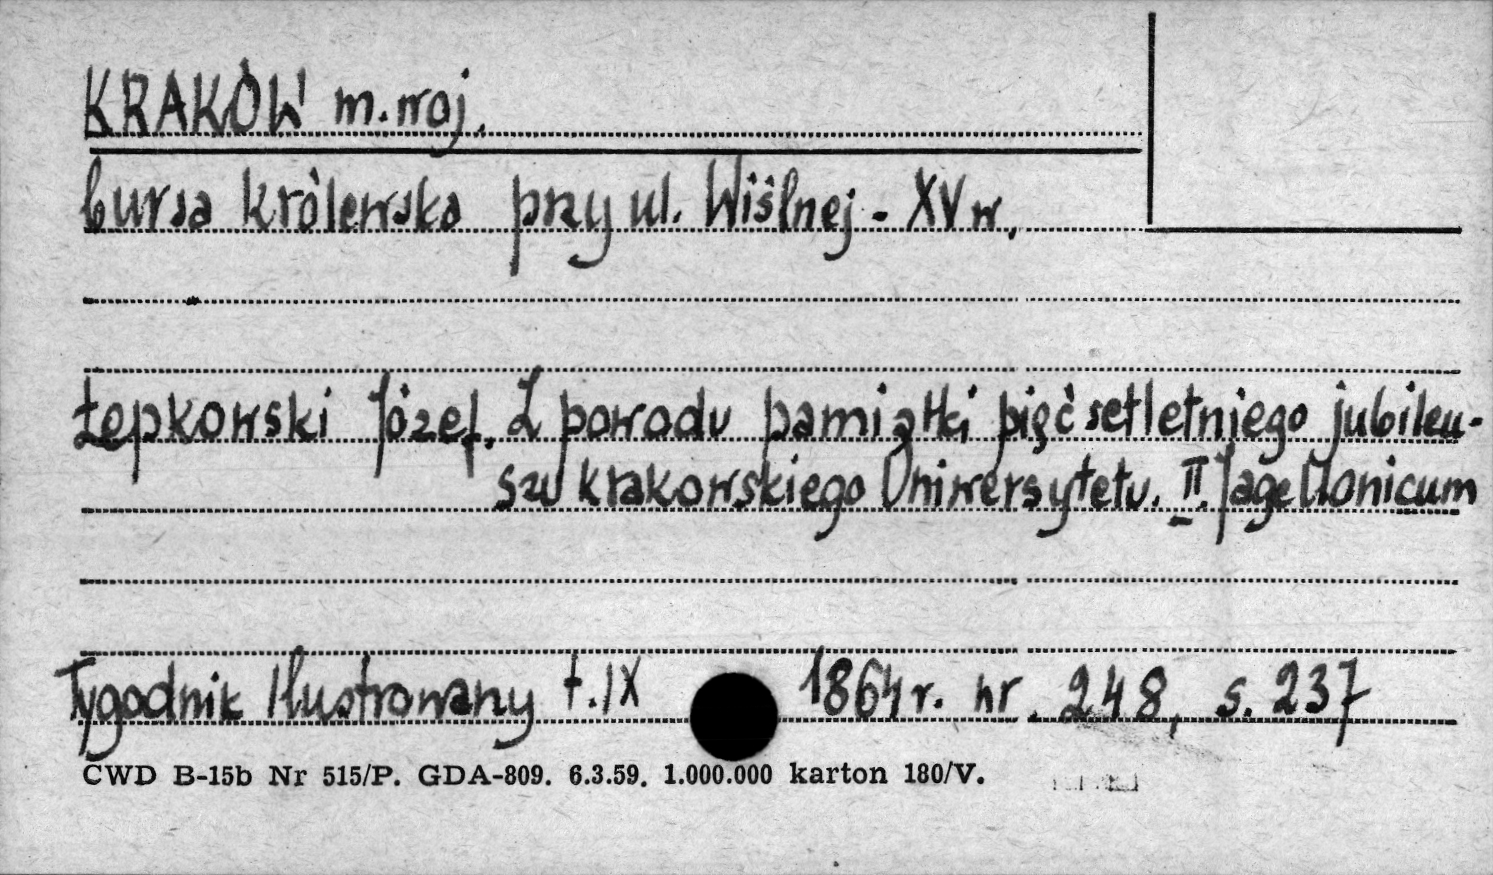 KRAKÓW m. woj.
bursa królewska przy ul. Wiślnej - XV w.
Łepkowski Józef. Z powodu pamiątki pięćsetletniego jubileu-
szu krakowskiego Uniwersytetu. II. Jagellonicum
Tygodnik Ilustrowany t. IX 1864 r. nr. 248, s. 237
CWD B-15b Nr 515/P. GDA-809. 6.3.59. 1.000.000 karton 180/V.